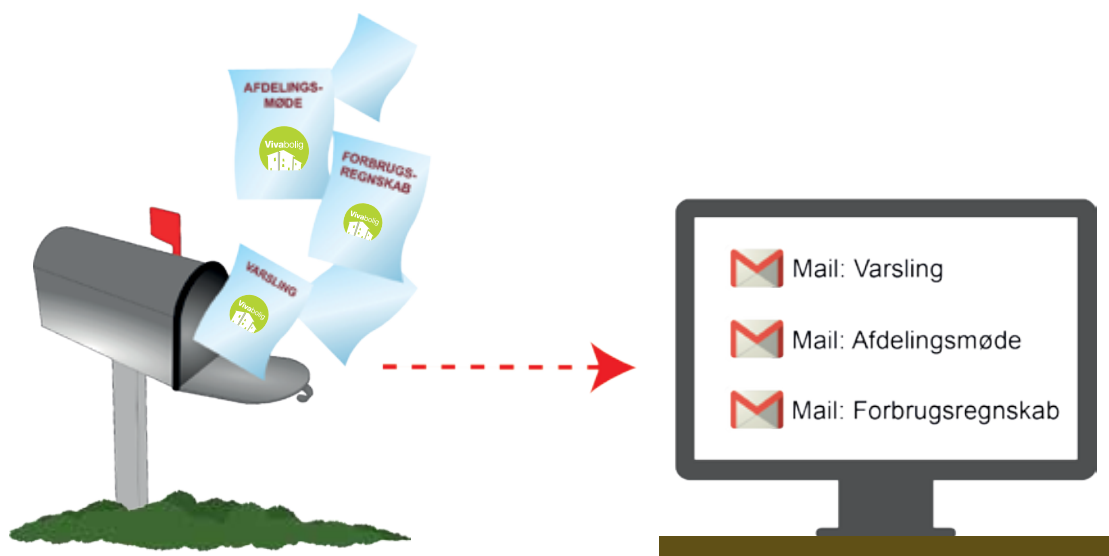 AFDELINGS-
MØDE
Vivabolig
FORBRUGS-
REGNSKAB
Vivabolig
VARSLING
Vivabolig
Mail: Varsling
Mail: Afdelingsmøde
Mail: Forbrugsregnskab